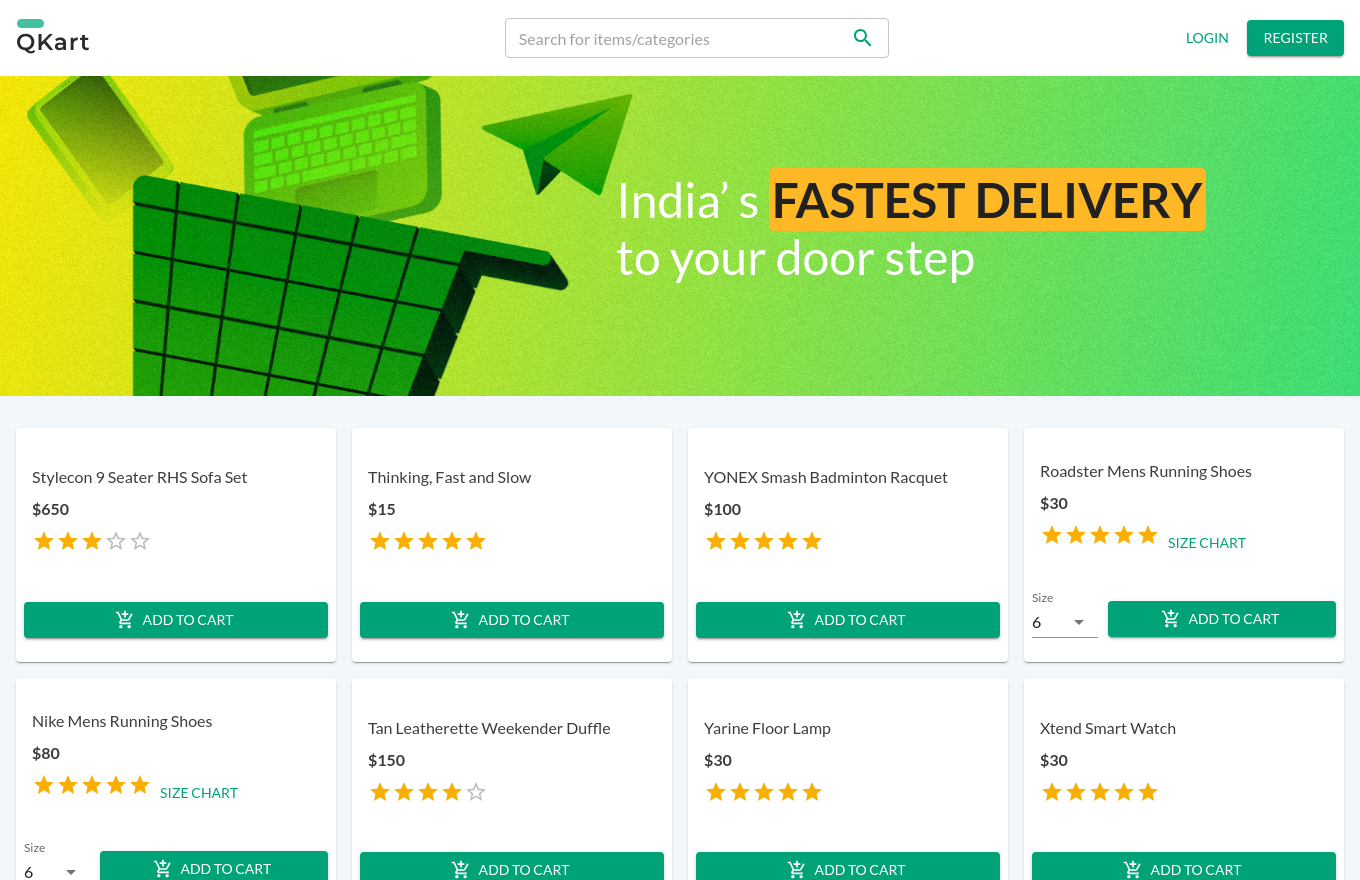 QKart
Search for items/categories
LOGIN
REGISTER
India’ s FASTEST DELIVERY
to your door step
Stylecon 9 Seater RHS Sofa Set
$650
ADD TO CART
Thinking, Fast and Slow
$15
ADD TO CART
YONEX Smash Badminton Racquet
$100
ADD TO CART
Roadster Mens Running Shoes
$30
SIZE CHART
Size
6
ADD TO CART
Nike Mens Running Shoes
$80
SIZE CHART
Size
6
ADD TO CART
Tan Leatherette Weekender Duffle
$150
ADD TO CART
Yarine Floor Lamp
$30
ADD TO CART
Xtend Smart Watch
$30
ADD TO CART